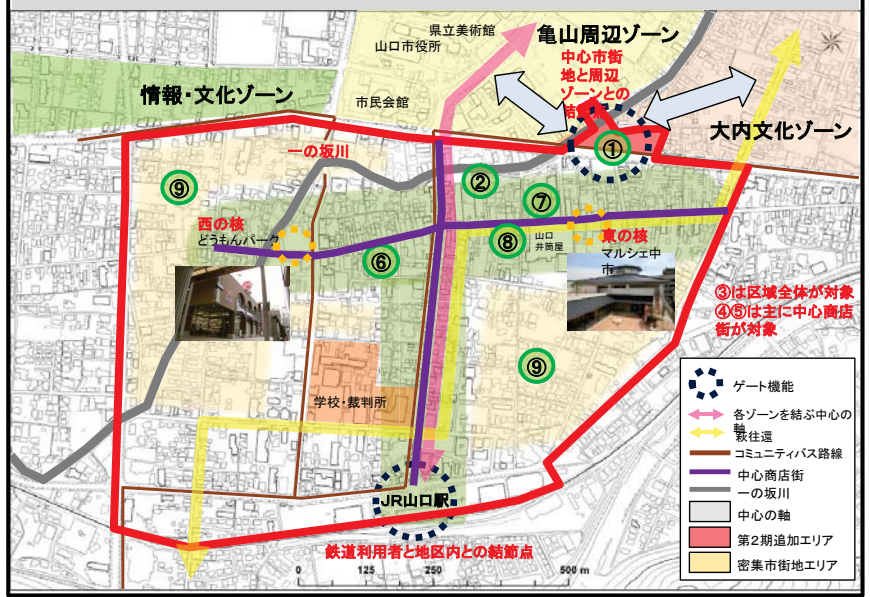 県立美術館
山口市役所
亀山周辺ゾーン
中心市街
地と周辺
ゾーンとの
情報・文化ゾーン
市民会館
大内文化ゾーン
①
一の坂川
②
⑨
⑦
西の核
どうもんパーク
⑧
山口
井筒屋
東の核
マルシェ中
市
⑥
③は区域全体が対象
④⑤は主に中心商店
街が対象
⑨
学校・裁判所
JR山口駅
鉄道利用者と地区内との結節点
0 125 250 500 m
ゲート機能
各ゾーンを結ぶ中心の
軸
萩往還
コミュニティバス路線
中心商店街
一の坂川
中心の軸
第2期追加エリア
密集市街地エリア